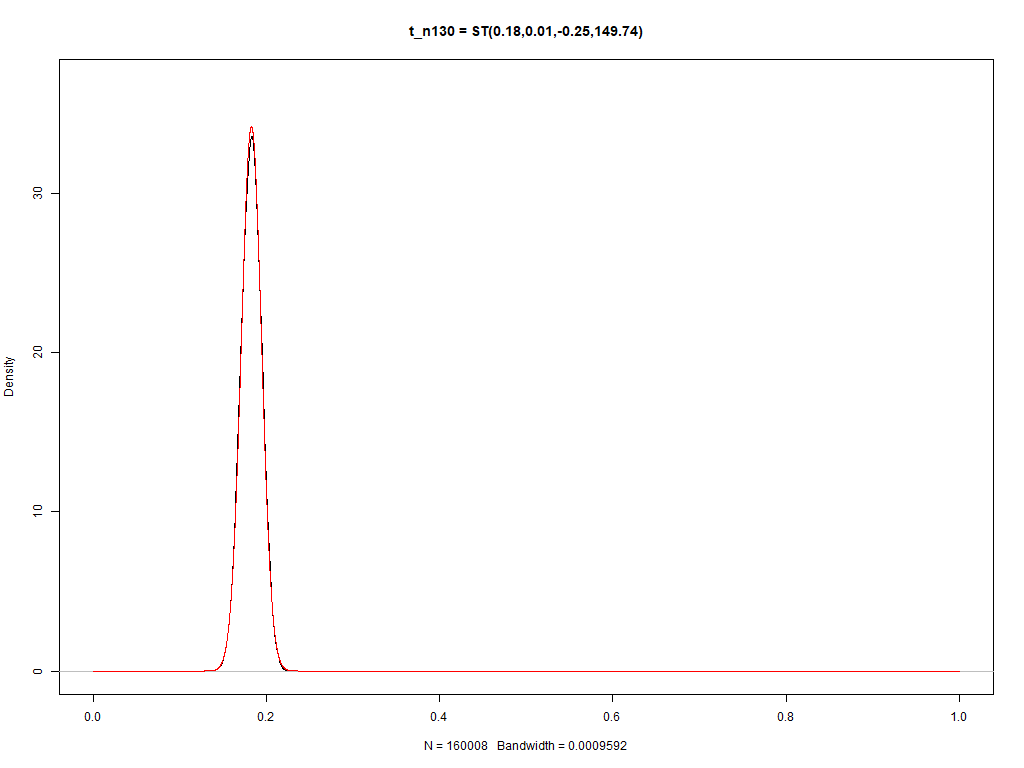 t_n130 = ST(0.18,0.01,-0.25,149.74)
Density
30
20
10
0
0.0 0.2 0.4 0.6 0.8 1.0
N = 160008 Bandwidth = 0.0009592